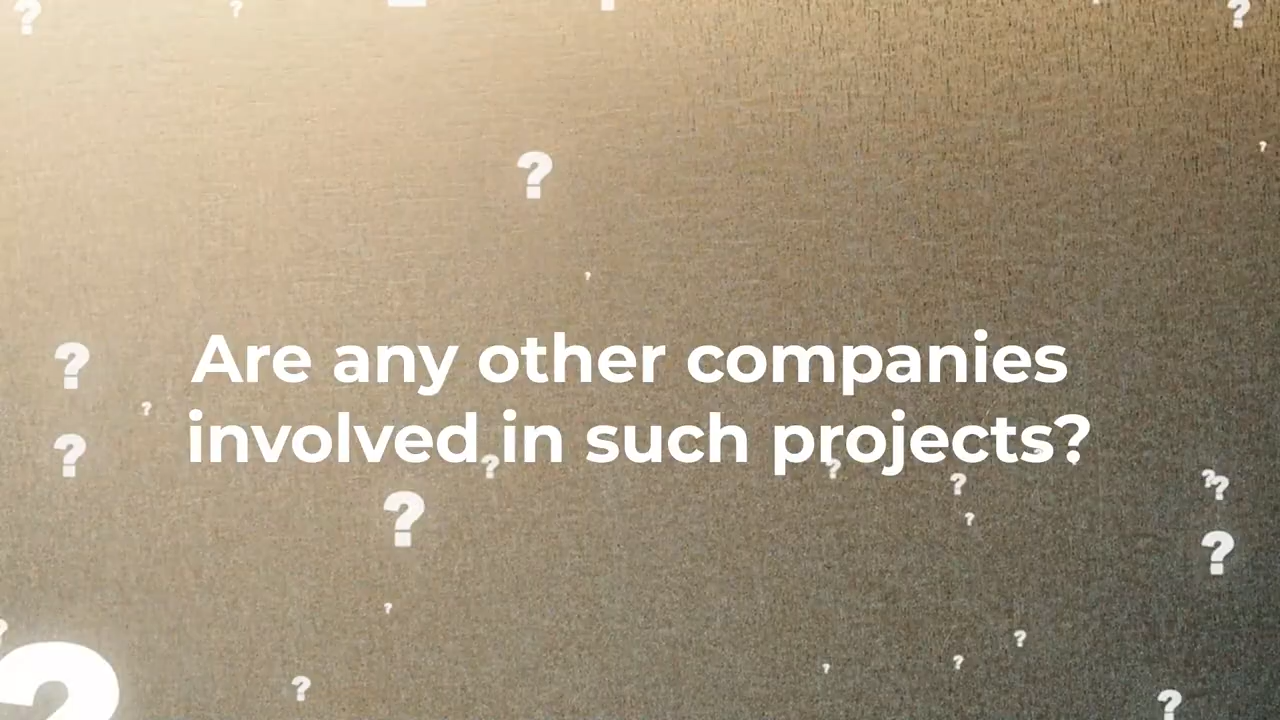 Are any other companies
involved in such projects?